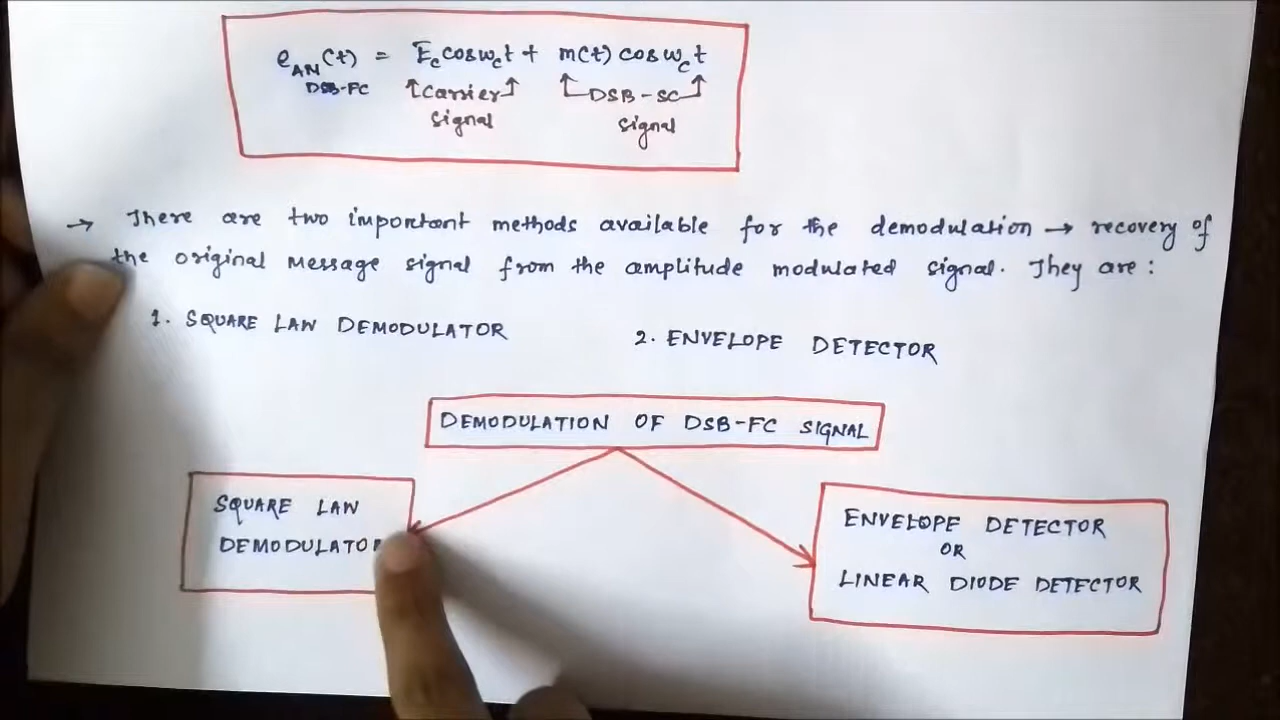 e_AN(t) = E_c cos w_c t + m(t) cos w_c t
DSB-FC ↑Carrier↑ ↑DSB-SC↑
signal signal
→ There are two important methods available for the demodulation → recovery of
the original message signal from the amplitude modulated signal. They are:
1. SQUARE LAW DEMODULATOR 2. ENVELOPE DETECTOR
DEMODULATION OF DSB-FC SIGNAL
SQUARE LAW
DEMODULATOR
ENVELOPE DETECTOR
OR
LINEAR DIODE DETECTOR